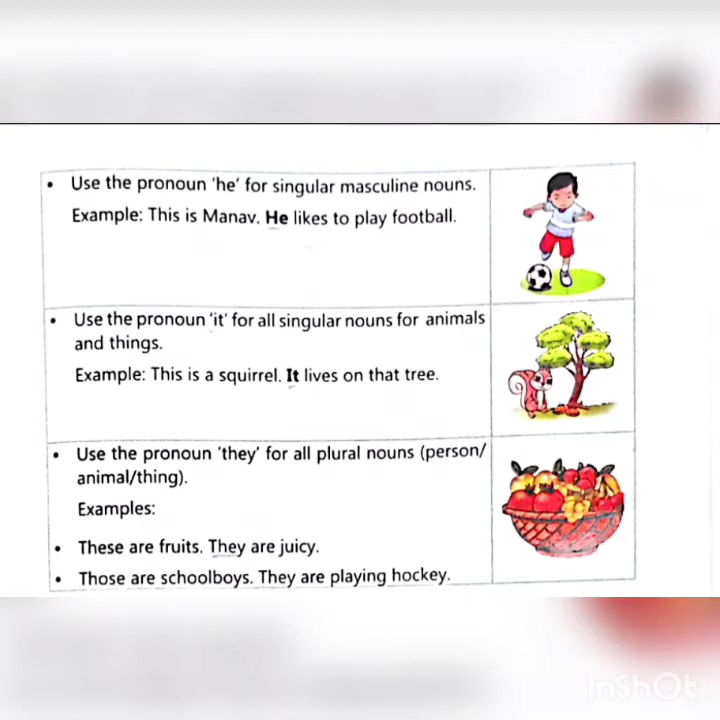 • Use the pronoun 'he' for singular masculine nouns.
Example: This is Manav. He likes to play football.
• Use the pronoun 'it' for all singular nouns for animals
and things.
Example: This is a squirrel. It lives on that tree.
• Use the pronoun 'they' for all plural nouns (person/
animal/thing).
Examples:
• These are fruits. They are juicy.
• Those are schoolboys. They are playing hockey.
InShOt